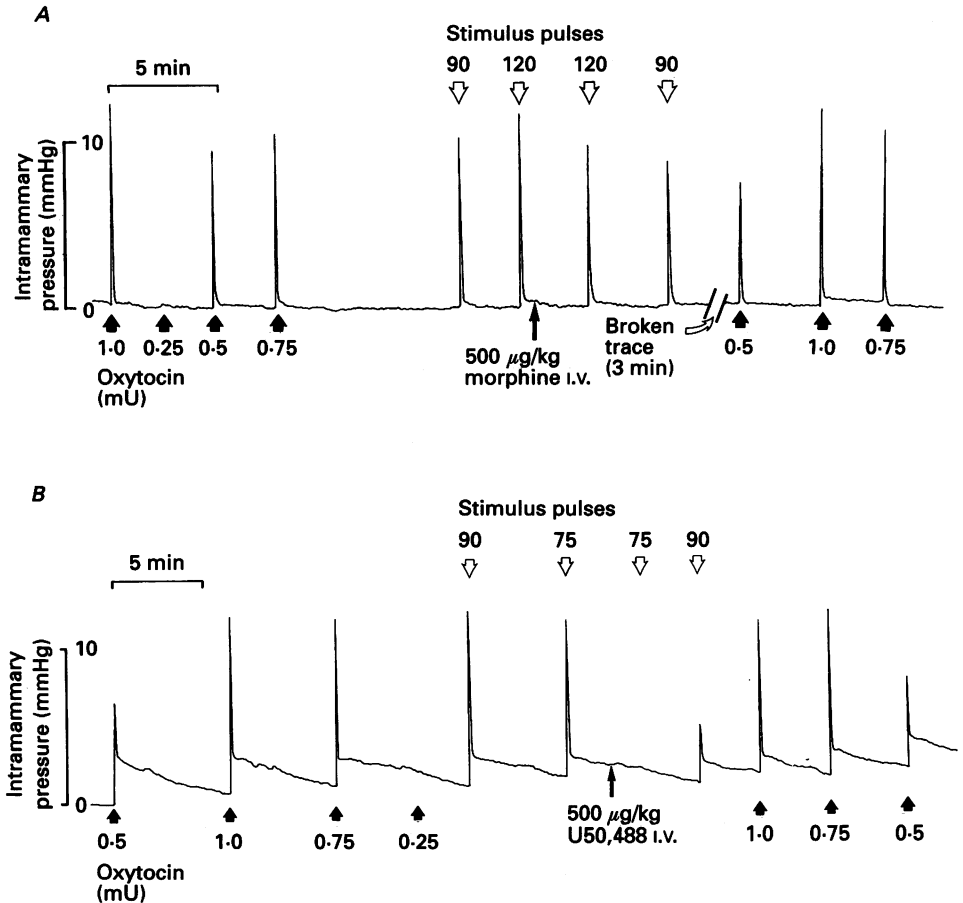 A
Stimulus pulses
90 120 120 90
5 min
10
0
Intramammary
pressure (mmHg)
1·0 0·25 0·5 0·75
Oxytocin
(mU)
500 μg/kg
morphine I.V.
Broken
trace
(3 min)
0·5 1·0 0·75
B
Stimulus pulses
90 75 75 90
5 min
10
0
Intramammary
pressure (mmHg)
0·5 1·0 0·75 0·25
Oxytocin
(mU)
500 μg/kg
U50,488 I.V.
1·0 0·75 0·5